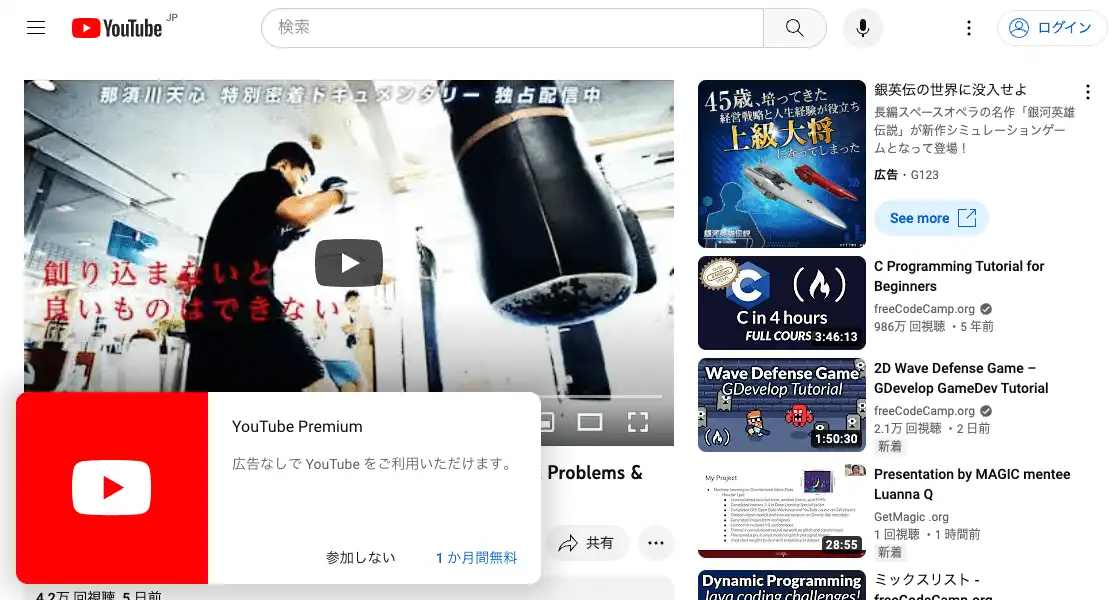 YouTube JP
検索
ログイン
那須川天心 特別密着ドキュメンタリー 独占配信中
創り込まないと
良いものはできない
YouTube Premium
広告なしで YouTube をご利用いただけます。
参加しない
1 か月間無料
Problems &
共有
4.2万 回視聴 5 日前
45歳、培ってきた
経営戦略と人生経験が役立ち
上級大将
になってしまった
銀河英雄伝説
銀英伝の世界に没入せよ
長編スペースオペラの名作「銀河英雄
伝説」が新作シミュレーションゲー
ムとなって登場！
広告・G123
See more
C in 4 hours
FULL COURS
3:46:13
C Programming Tutorial for
Beginners
freeCodeCamp.org
986万 回視聴 ・5 年前
Wave Defense Game
GDevelop Tutorial
1:50:30
2D Wave Defense Game –
GDevelop GameDev Tutorial
freeCodeCamp.org
2.1万 回視聴 ・2 日前
新着
My Project
28:55
Presentation by MAGIC mentee
Luanna Q
GetMagic .org
1 回視聴 ・1 時間前
新着
Dynamic Programming
Java coding challenges!
ミックスリスト -
freeCodeCamp.org